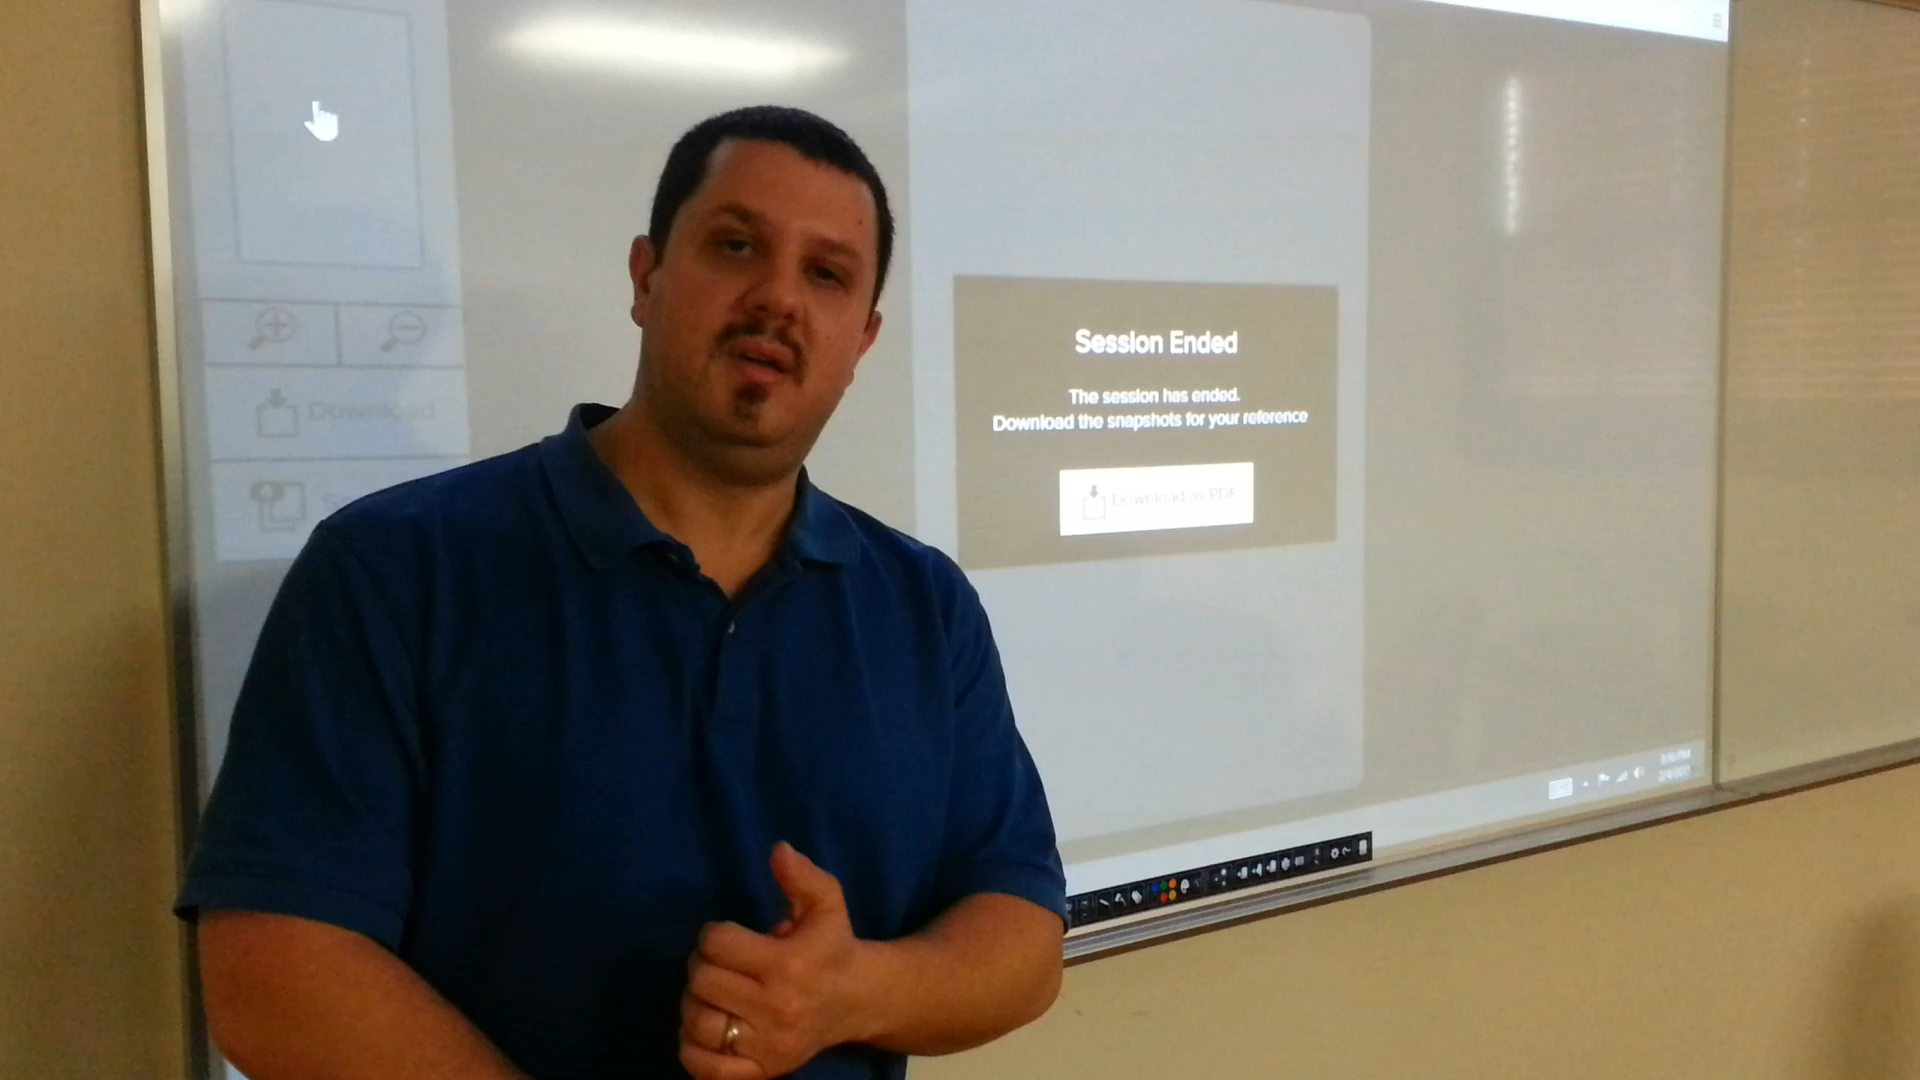 Download
Session Ended
The session has ended.
Download the snapshots for your reference
Download as PDF